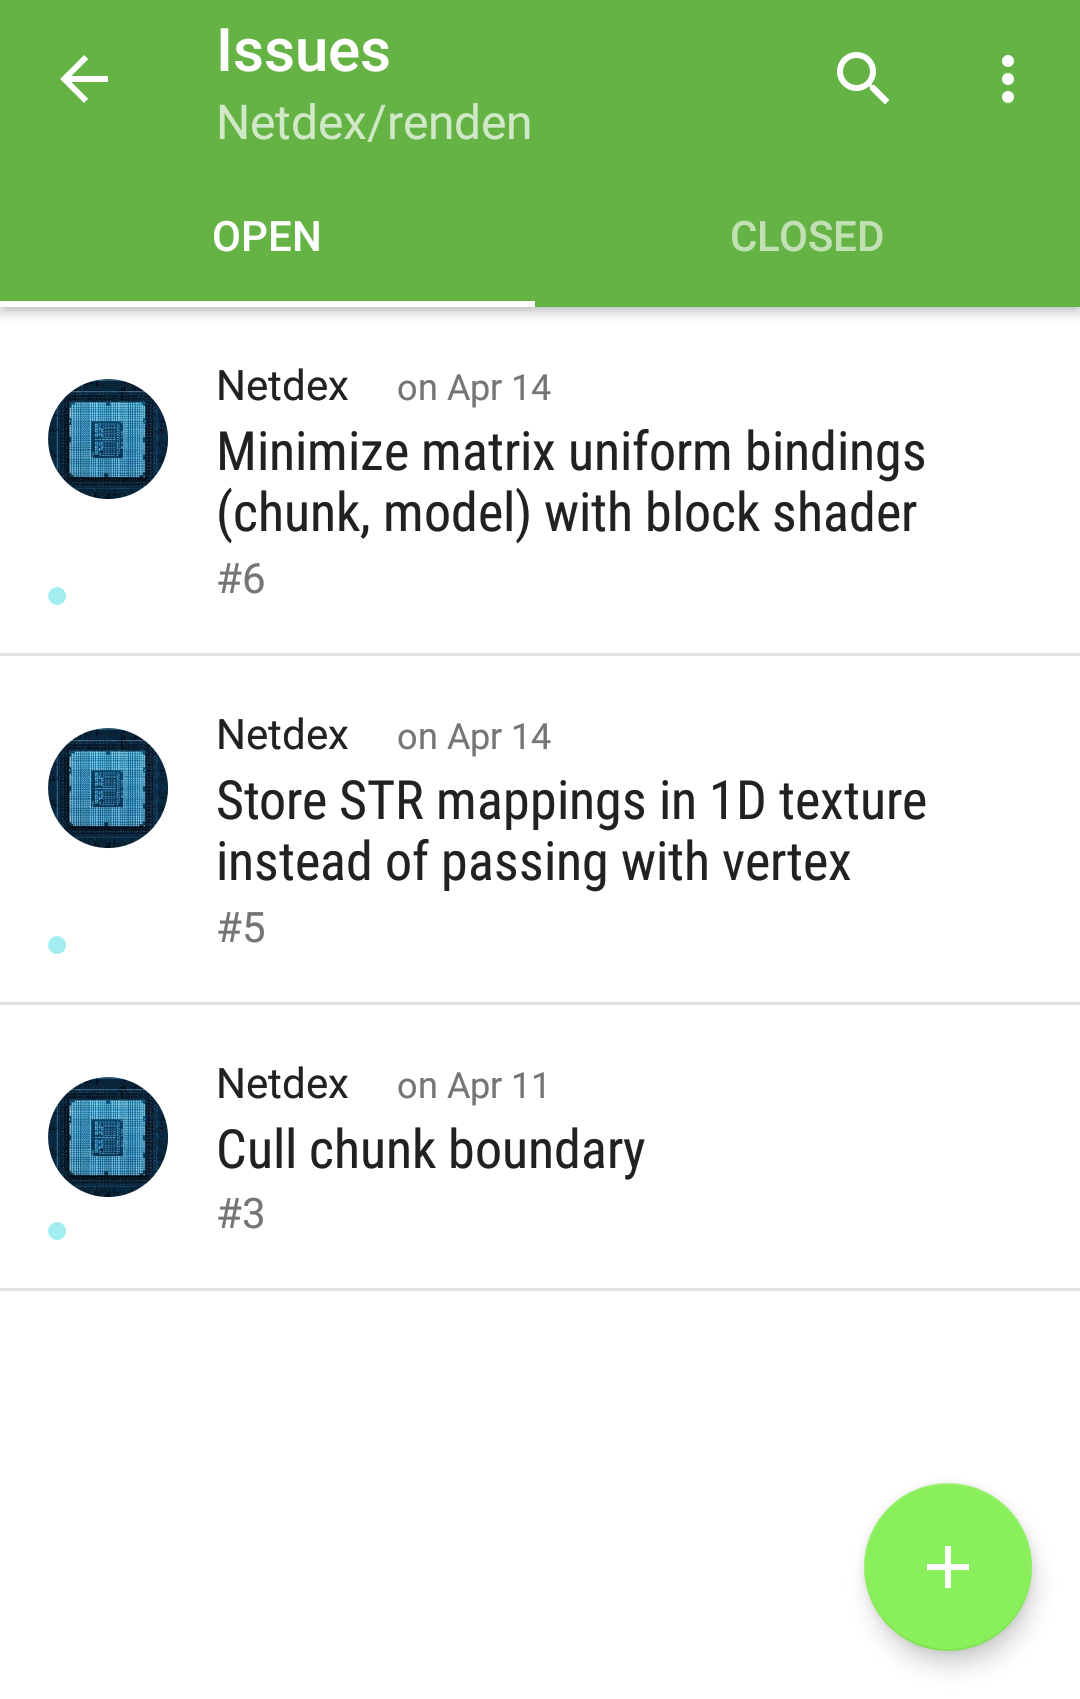 Issues
Netdex/renden
OPEN
CLOSED
Netdex on Apr 14
Minimize matrix uniform bindings
(chunk, model) with block shader
#6
Netdex on Apr 14
Store STR mappings in 1D texture
instead of passing with vertex
#5
Netdex on Apr 11
Cull chunk boundary
#3